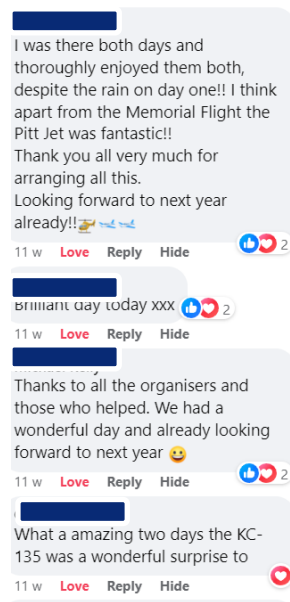 I was there both days and
thoroughly enjoyed them both,
despite the rain on day one!! I think
apart from the Memorial Flight the
Pitt Jet was fantastic!!
Thank you all very much for
arranging all this.
Looking forward to next year
already!!🚁🛩️🛩️
2
11 w Love Reply Hide
Brilliant day today xxx
2
11 w Love Reply Hide
Thanks to all the organisers and
those who helped. We had a
wonderful day and already looking
forward to next year 😀
2
11 w Love Reply Hide
What a amazing two days the KC-
135 was a wonderful surprise to
11 w Love Reply Hide